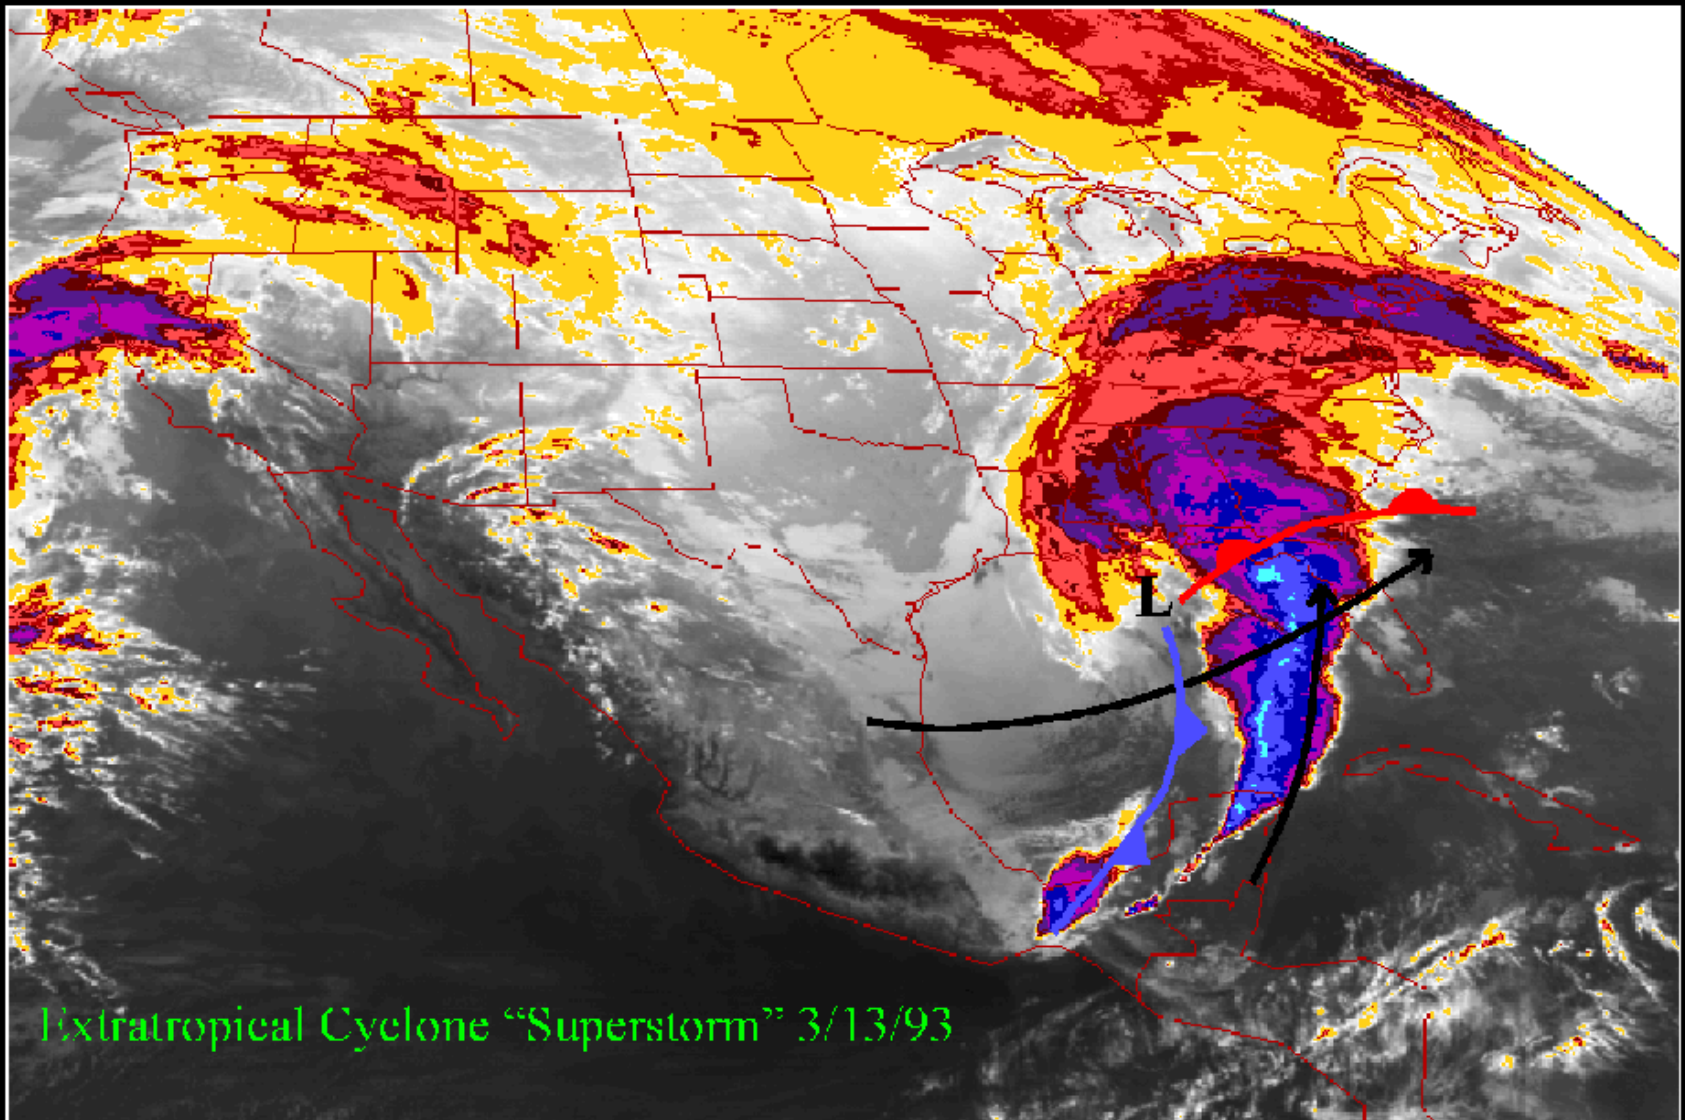 L
Extratropical Cyclone “Superstorm” 3/13/93